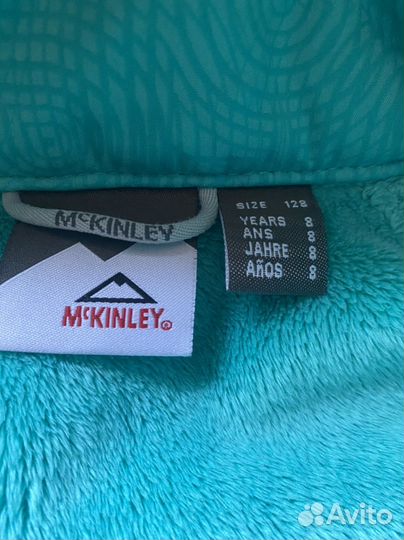 McKINLEY
McKINLEY®
SIZE 128
YEARS 8
ANS 8
JAHRE 8
AÑOS 8
Avito